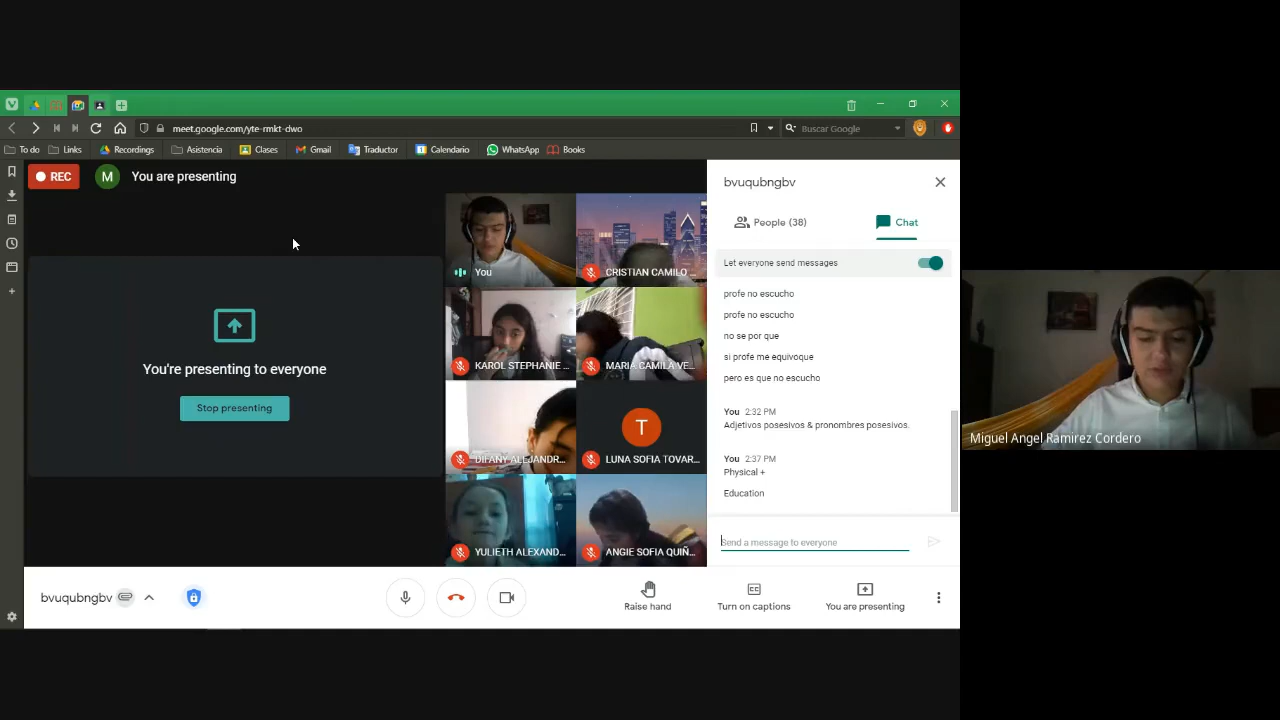 meet.google.com/yte-rmkt-dwo
Buscar Google
To do
Links
Recordings
Asistencia
Clases
Gmail
Traductor
Calendario
WhatsApp
Books
REC
M
You are presenting
You're presenting to everyone
Stop presenting
You
CRISTIAN CAMILO ...
KAROL STEPHANIE ...
MARIA CAMILA VE...
DIFANY ALEJANDR...
T
LUNA SOFIA TOVAR...
YULIETH ALEXAND...
ANGIE SOFIA QUIÑ...
bvuqubngbv
People (38)
Chat
Let everyone send messages
profe no escucho
profe no escucho
no se por que
si profe me equivoque
pero es que no escucho
You 2:32 PM
Adjetivos posesivos & pronombres posesivos.
You 2:37 PM
Physical +
Education
Send a message to everyone
bvuqubngbv
Raise hand
CC
Turn on captions
You are presenting
Miguel Angel Ramirez Cordero